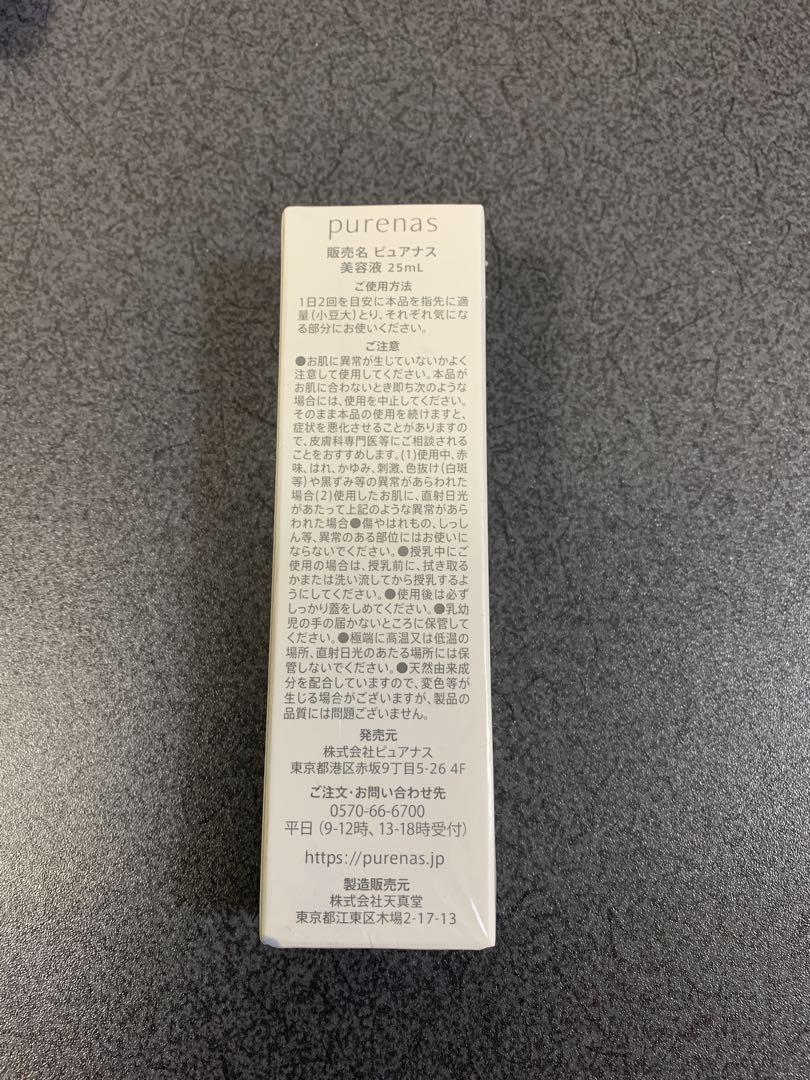 purenas
販売名 ピュアナス
美容液 25mL
ご使用方法
1日2回を目安に本品を指先に適
量(小豆大)とり、それぞれ気にな
る部分にお使いください。
ご注意
●お肌に異常が生じていないかよく
注意して使用してください。本品が
お肌に合わないとき即ち次のような
場合には、使用を中止してください。
そのまま本品の使用を続けますと、
症状を悪化させることがありますの
で、皮膚科専門医等にご相談される
ことをおすすめします。(1)使用中、赤
味、はれ、かゆみ、刺激、色抜け(白斑
等)や黒ずみ等の異常があらわれた
場合(2)使用したお肌に、直射日光
があたって上記のような異常があら
われた場合●傷やはれもの、しっし
ん等、異常のある部位にはお使いに
ならないでください。●授乳中にご
使用の場合は、授乳前に、拭き取る
かまたは洗い流してから授乳するよ
うにしてください。●使用後は必ず
しっかり蓋をしめてください。●乳幼
児の手の届かないところに保管して
ください。●極端に高温又は低温の
場所、直射日光のあたる場所には保
管しないでください。●天然由来成
分を配合していますので、変色等が
生じる場合がございますが、製品の
品質には問題ございません。
発売元
株式会社ピュアナス
東京都港区赤坂9丁目5-26 4F
ご注文・お問い合わせ先
0570-66-6700
平日(9-12時、13-18時受付)
https://purenas.jp
製造販売元
株式会社天真堂
東京都江東区木場2-17-13